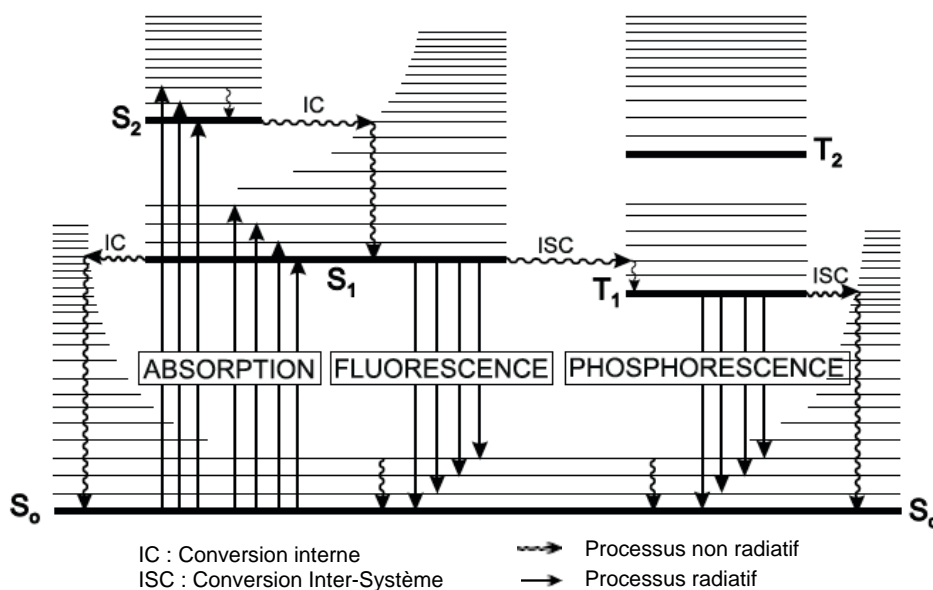 IC
S2
T2
IC
ISC
S1
T1
ISC
ABSORPTION
FLUORESCENCE
PHOSPHORESCENCE
So
IC : Conversion interne
Processus non radiatif
ISC : Conversion Inter-Système
Processus radiatif